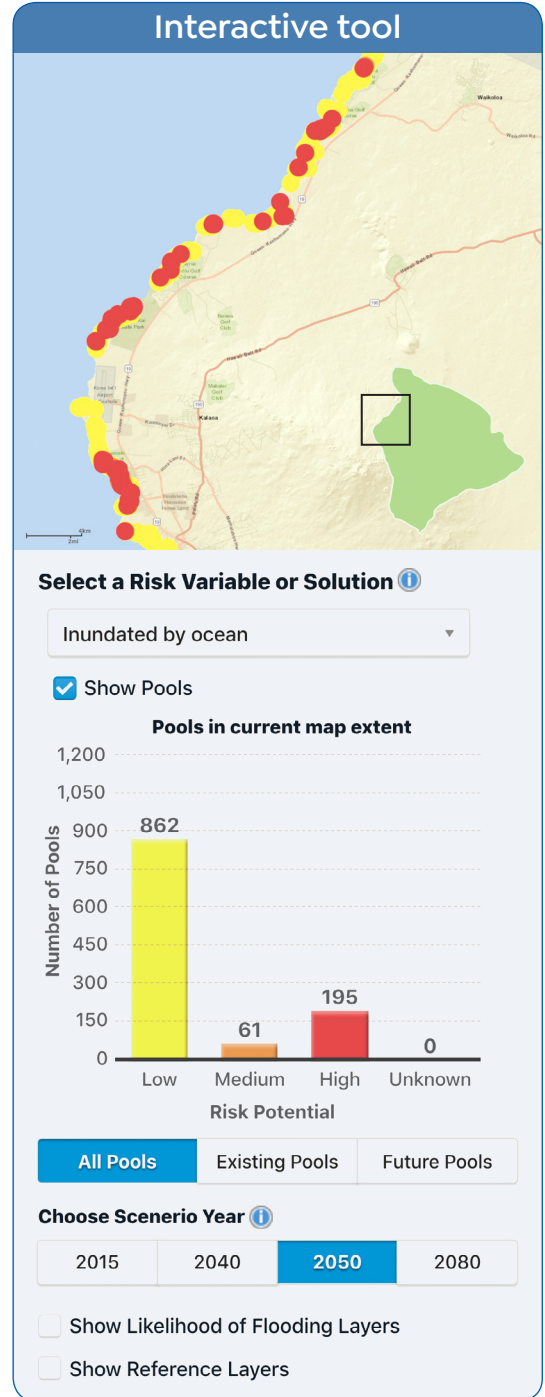 Interactive tool
Waikoloa
Kalaoa
4km
2mi
Select a Risk Variable or Solution
Inundated by ocean
Show Pools
Pools in current map extent
1,200
1,050
900
750
600
450
300
150
0
Number of Pools
862
61
195
0
Low Medium High Unknown
Risk Potential
All Pools Existing Pools Future Pools
Choose Scenerio Year
2015 2040 2050 2080
Show Likelihood of Flooding Layers
Show Reference Layers